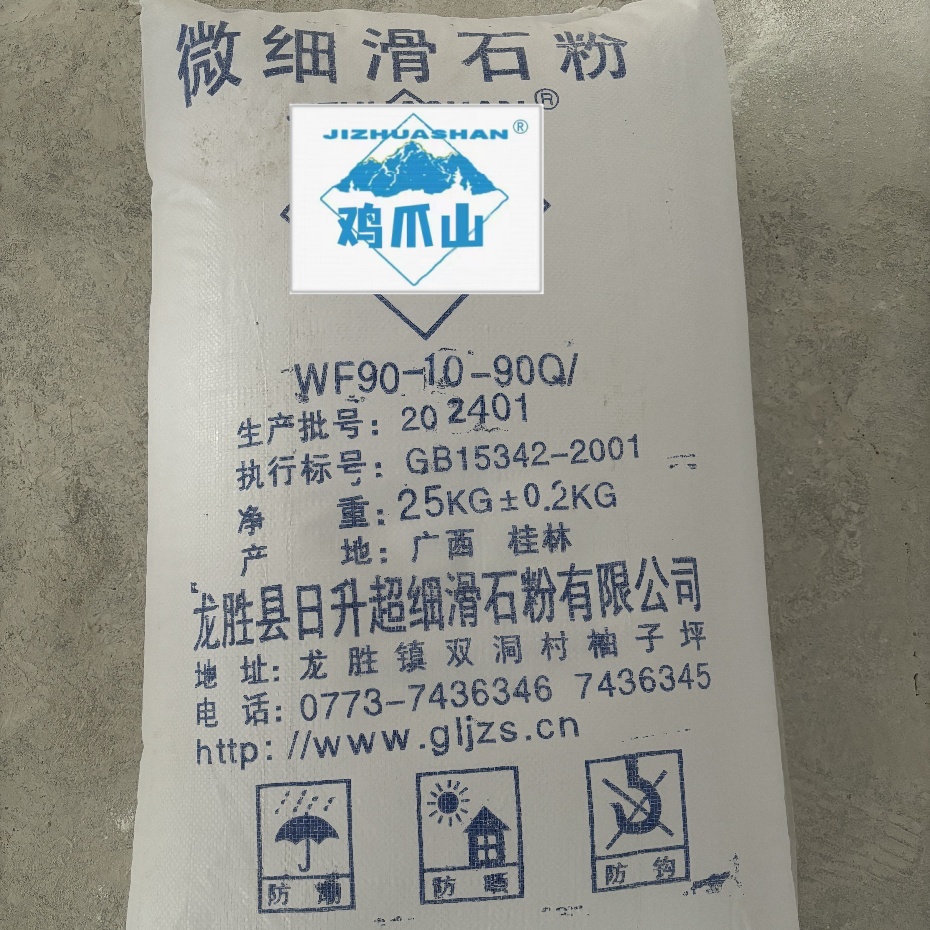 微细滑石粉
®
JIZHUASHAN®
鸡爪山
WF90-10-90Q/
生产批号：202401
执行标号：GB15342-2001
净 重：25KG±0.2KG
产 地：广西 桂林
龙胜县日升超细滑石粉有限公司
地 址：龙胜镇双洞村柚子坪
电 话：0773-7436346 7436345
http：//www.gljzs.cn
防潮 防晒 防钩